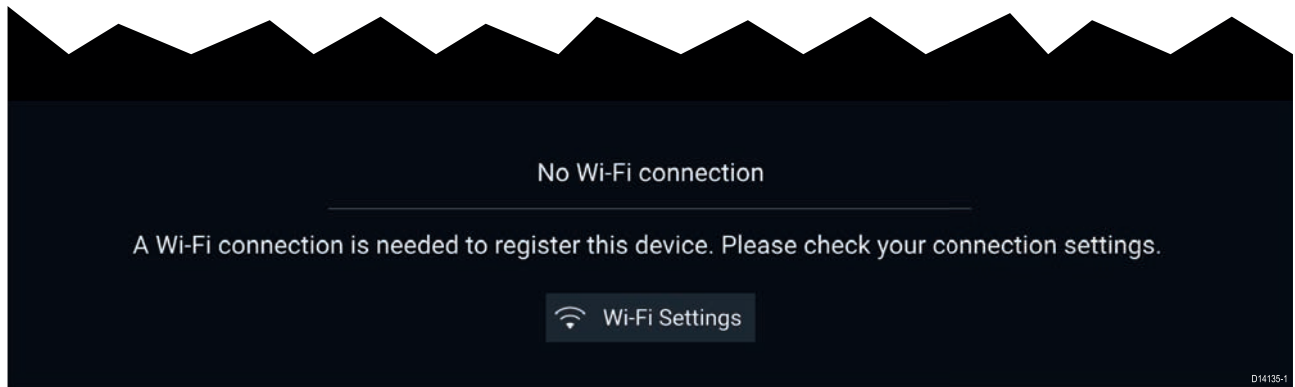 No Wi-Fi connection
A Wi-Fi connection is needed to register this device. Please check your connection settings.
Wi-Fi Settings
D14135-1